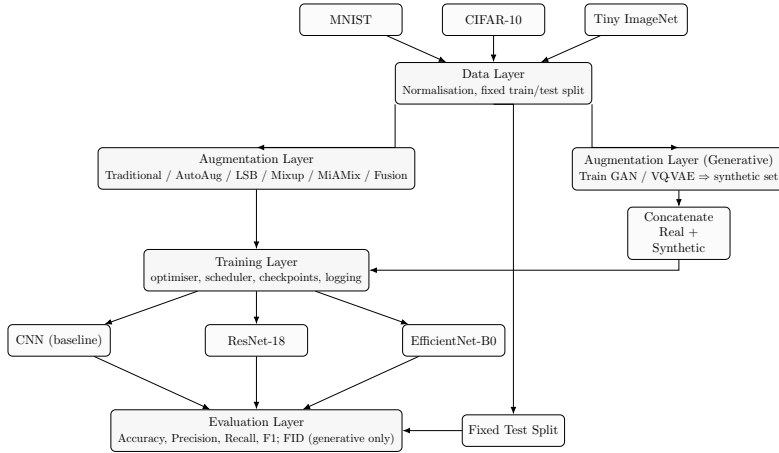 MNIST
CIFAR-10
Tiny ImageNet
Data Layer
Normalisation, fixed train/test split
Augmentation Layer
Traditional / AutoAug / LSB / Mixup / MiAMix / Fusion
Augmentation Layer (Generative)
Train GAN / VQ-VAE ⇒ synthetic set
Concatenate
Real +
Synthetic
Training Layer
optimiser, scheduler, checkpoints, logging
CNN (baseline)
ResNet-18
EfficientNet-B0
Evaluation Layer
Accuracy, Precision, Recall, F1; FID (generative only)
Fixed Test Split